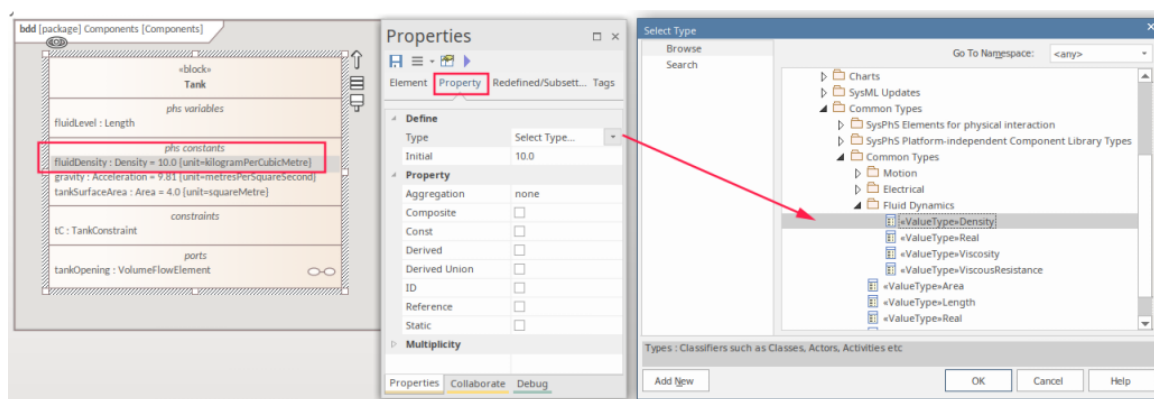 bdd [package] Components [Components]
«block»
Tank
phs variables
fluidLevel : Length
phs constants
fluidDensity : Density = 10.0 {unit=kilogramPerCubicMetre}
gravity : Acceleration = 9.81 {unit=metresPerSquareSecond}
tankSurfaceArea : Area = 4.0 {unit=squareMetre}
constraints
tC : TankConstraint
ports
tankOpening : VolumeFlowElement
Properties
Element Property Redefined/Subsett... Tags
Define
Type Select Type...
Initial 10.0
Property
Aggregation none
Composite
Const
Derived
Derived Union
ID
Reference
Static
Multiplicity
Properties Collaborate Debug
Select Type
Browse
Search
Go To Namespace: <any>
Charts
SysML Updates
Common Types
SysPhS Elements for physical interaction
SysPhS Platform-independent Component Library Types
Common Types
Motion
Electrical
Fluid Dynamics
«ValueType»Density
«ValueType»Real
«ValueType»Viscosity
«ValueType»ViscousResistance
«ValueType»Area
«ValueType»Length
«ValueType»Real
Types : Classifiers such as Classes, Actors, Activities etc
Add New OK Cancel Help